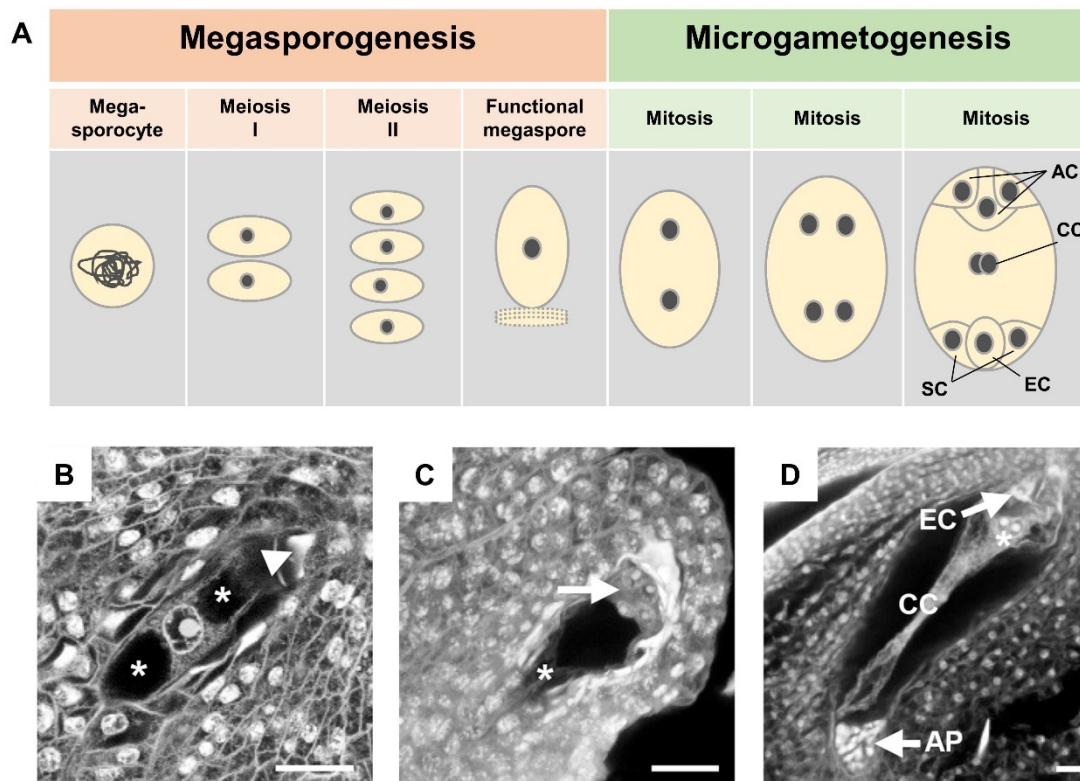 A
Megasporogenesis
Microgametogenesis
Mega-
sporocyte
Meiosis
I
Meiosis
II
Functional
megaspore
Mitosis
Mitosis
Mitosis
AC
CC
SC
EC
B
*
*
C
*
D
EC
*
CC
AP